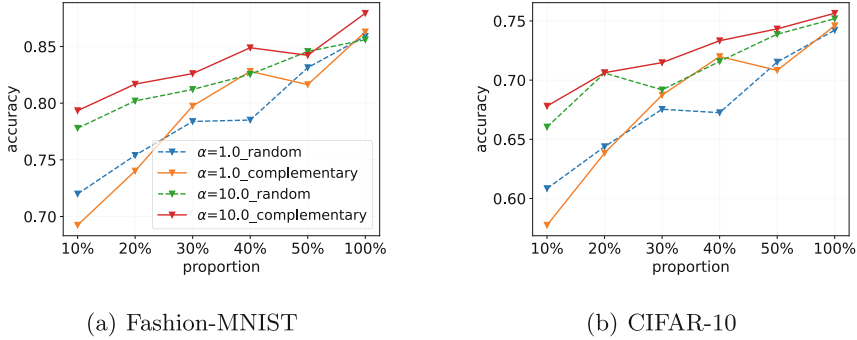 accuracy
0.85
0.80
0.75
0.70
α=1.0_random
α=1.0_complementary
α=10.0_random
α=10.0_complementary
10% 20% 30% 40% 50% 100%
proportion
(a) Fashion-MNIST
accuracy
0.75
0.70
0.65
0.60
10% 20% 30% 40% 50% 100%
proportion
(b) CIFAR-10